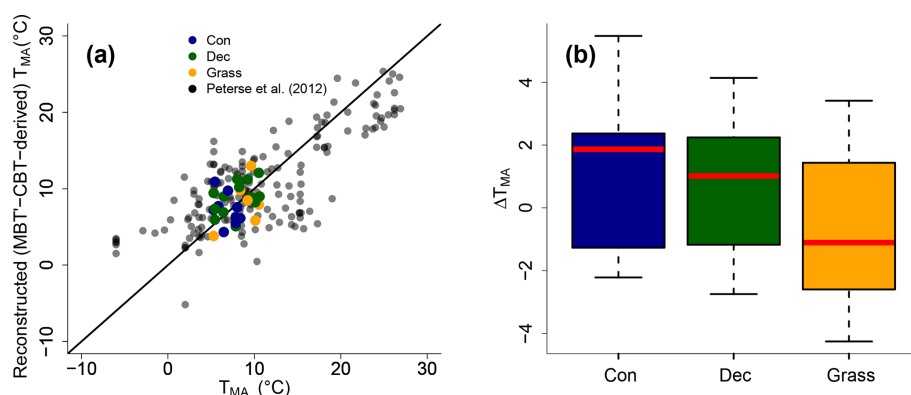 (a)
Con
Dec
Grass
Peterse et al. (2012)
Reconstructed (MBT'−CBT−derived) TMA(°C)
30
20
10
0
−10
−10 0 10 20 30
TMA (°C)
(b)
ΔTMA
4
2
0
−2
−4
Con Dec Grass